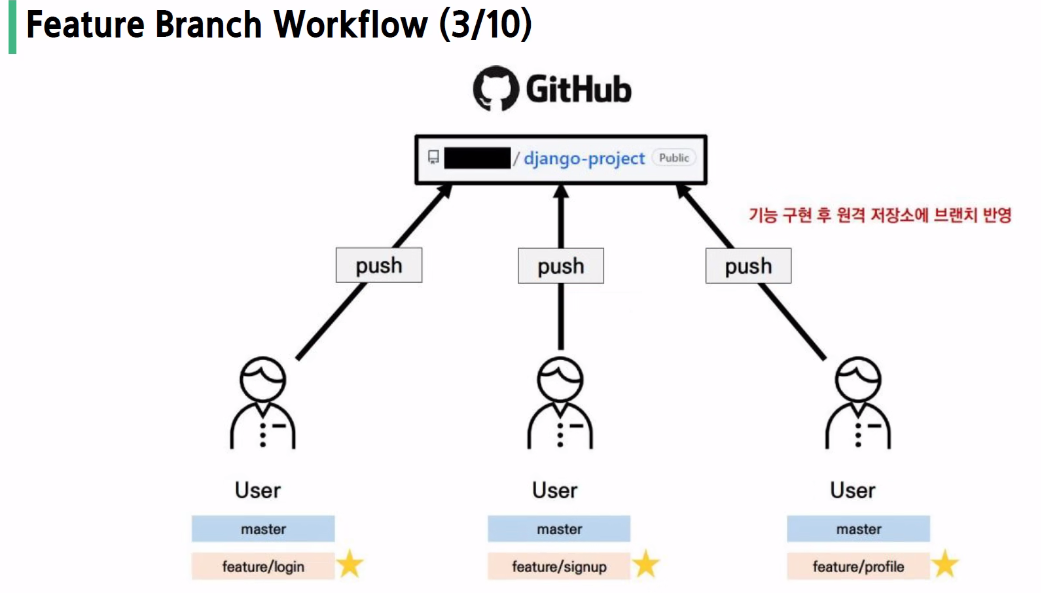 Feature Branch Workflow (3/10)
GitHub
/ django-project Public
기능 구현 후 원격 저장소에 브랜치 반영
push push push
User User User
master master master
feature/login feature/signup feature/profile